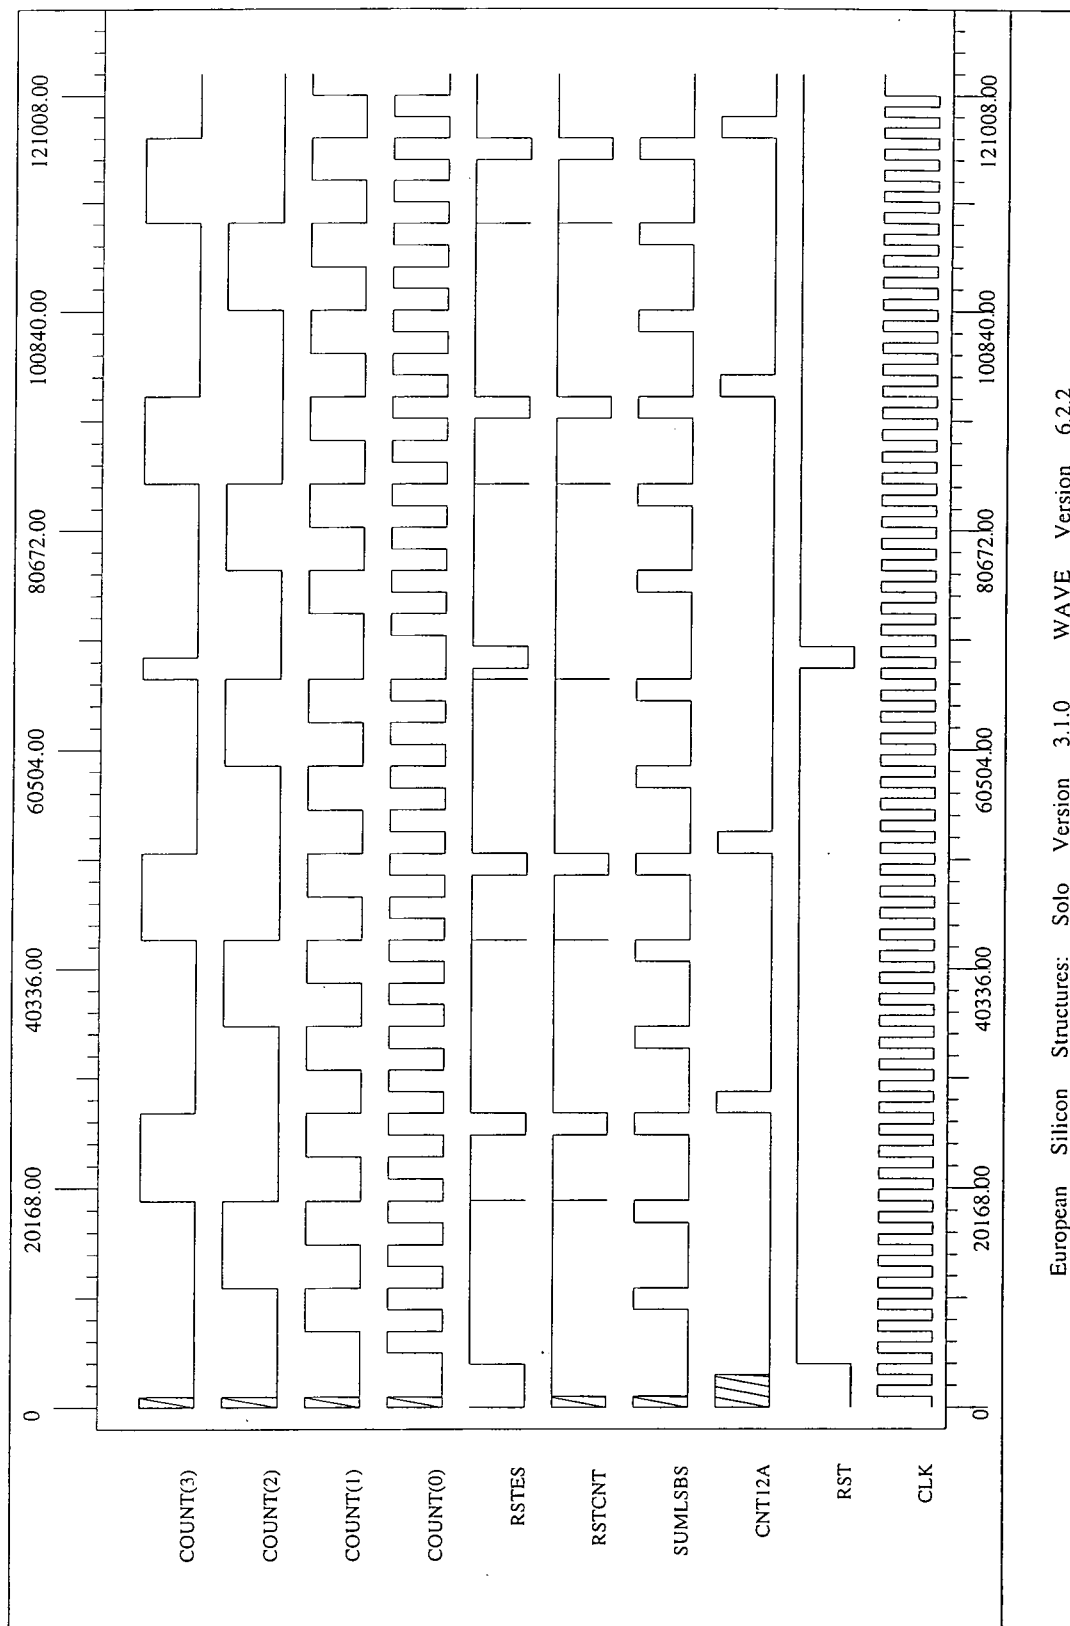 0 20168.00 40336.00 60504.00 80672.00 100840.00 121008.00
COUNT(3)
COUNT(2)
COUNT(1)
COUNT(0)
RSTES
RSTCNT
SUMLSBS
CNT12A
RST
CLK
0 20168.00 40336.00 60504.00 80672.00 100840.00 121008.00
European Silicon Structures: Solo Version 3.1.0 WAVE Version 6.2.2